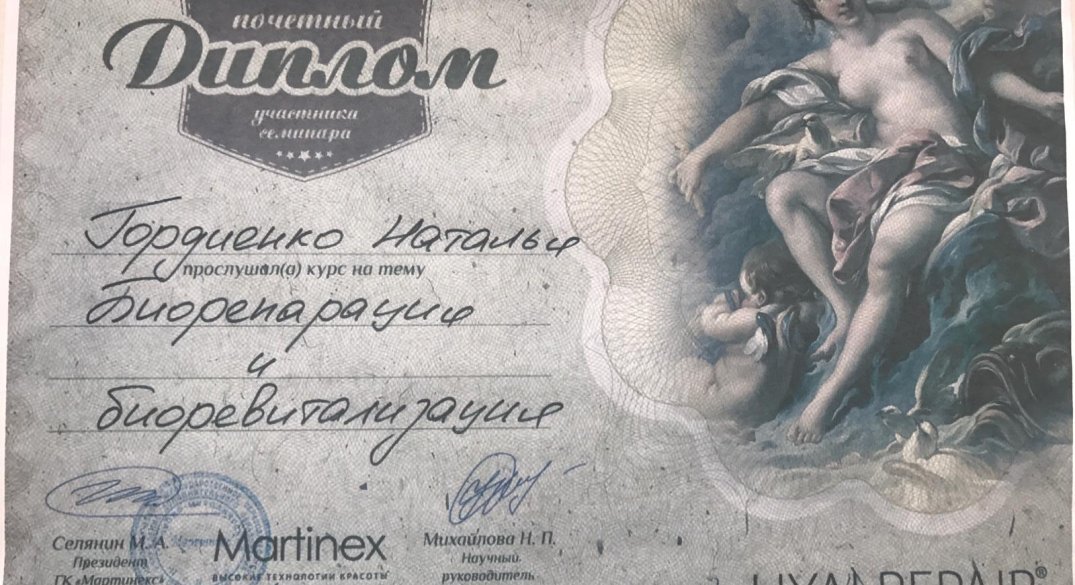 почетный
Диплом
участника
семинара
Гордиенко Наталья
прослушал(а) курс на тему
Биорепарация
и
биоревитализация
Селянин М. А.
Президент
ГК «Мартинекс»
Martinex
ВЫСОКИЕ ТЕХНОЛОГИИ КРАСОТЫ
Михайлова Н. П.
Научный
руководитель
HYALREPAIR®